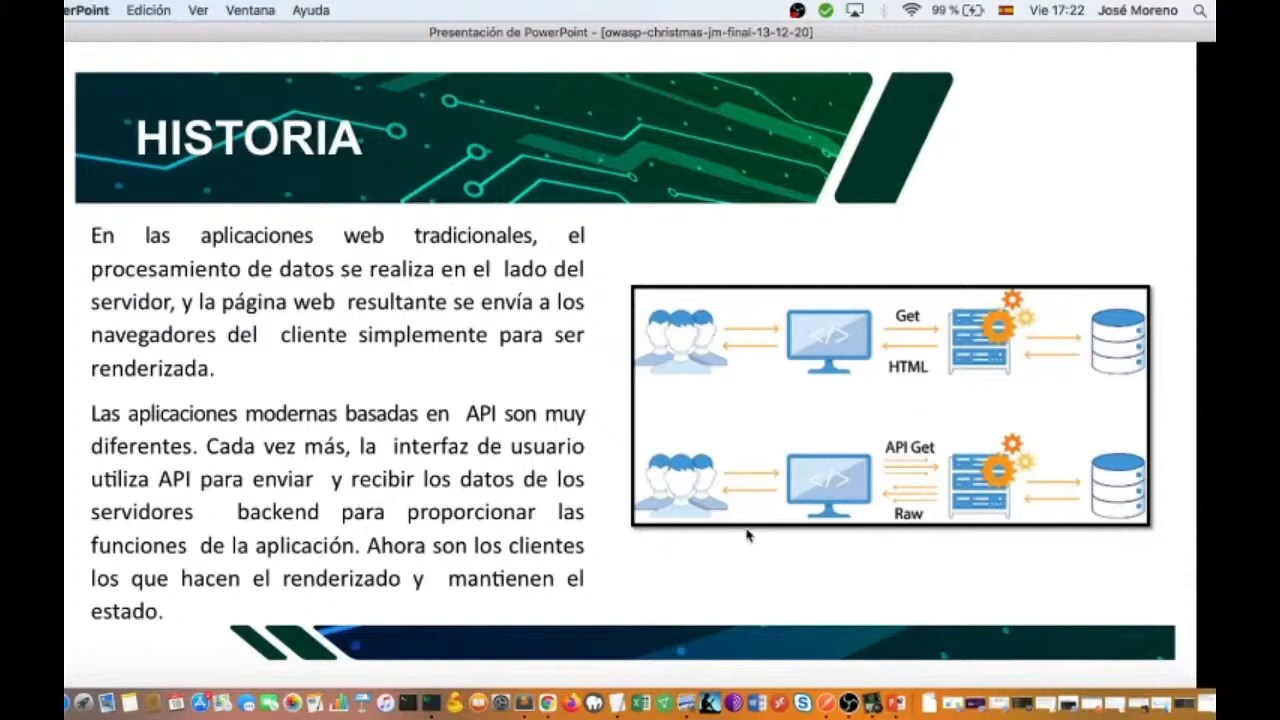 erPoint Edición Ver Ventana Ayuda 99 % Vie 17:22 José Moreno
Presentación de PowerPoint - [owasp-christmas-jm-final-13-12-20]
HISTORIA
En las aplicaciones web tradicionales, el
procesamiento de datos se realiza en el lado del
servidor, y la página web resultante se envía a los
navegadores del cliente simplemente para ser
renderizada.
Las aplicaciones modernas basadas en API son muy
diferentes. Cada vez más, la interfaz de usuario
utiliza API para enviar y recibir los datos de los
servidores backend para proporcionar las
funciones de la aplicación. Ahora son los clientes
los que hacen el renderizado y mantienen el
estado.
Get
</>
HTML
API Get
</>
Raw